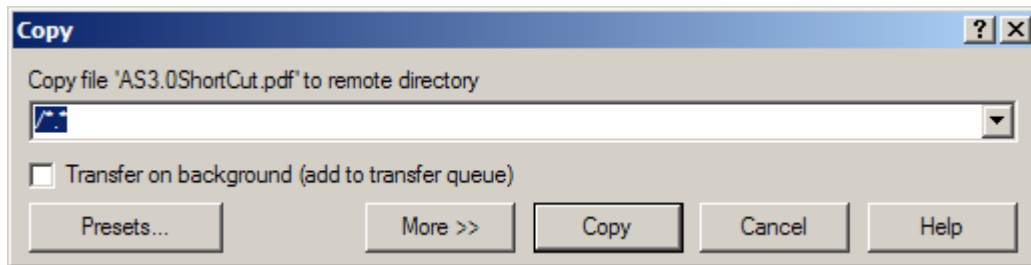 Copy
Copy file 'AS3.0ShortCut.pdf' to remote directory
/*.*
Transfer on background (add to transfer queue)
Presets... More >> Copy Cancel Help